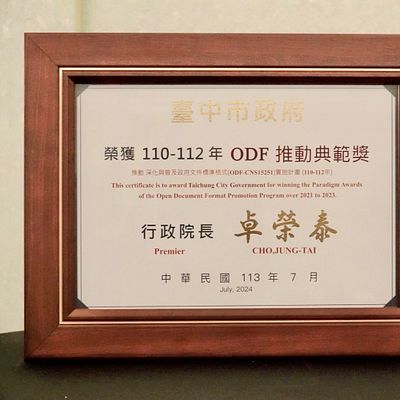 臺中市政府
榮獲 110-112 年 ODF 推動典範獎
推動 深化與普及政府文件標準格式(ODF-CNS15251)實施計畫 (110-112年)
This certificate is to award Taichung City Government for winning the Paradigm Awards
of the Open Document Format Promotion Program over 2021 to 2023.
行政院長 卓榮泰
Premier CHO,JUNG-TAI
中華民國 113 年 7 月
July, 2024